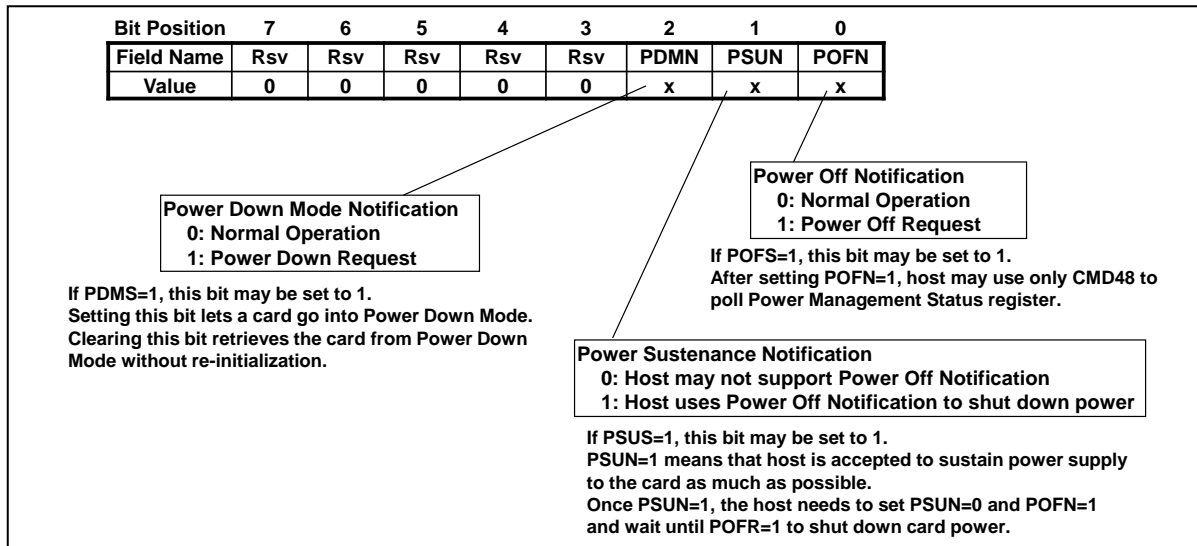 Bit Position 7 6 5 4 3 2 1 0
Field Name Rsv Rsv Rsv Rsv Rsv PDMN PSUN POFN
Value 0 0 0 0 0 x x x
Power Off Notification
0: Normal Operation
1: Power Off Request
If POFS=1, this bit may be set to 1.
After setting POFN=1, host may use only CMD48 to
poll Power Management Status register.
Power Down Mode Notification
0: Normal Operation
1: Power Down Request
If PDMS=1, this bit may be set to 1.
Setting this bit lets a card go into Power Down Mode.
Clearing this bit retrieves the card from Power Down
Mode without re-initialization.
Power Sustenance Notification
0: Host may not support Power Off Notification
1: Host uses Power Off Notification to shut down power
If PSUS=1, this bit may be set to 1.
PSUN=1 means that host is accepted to sustain power supply
to the card as much as possible.
Once PSUN=1, the host needs to set PSUN=0 and POFN=1
and wait until POFR=1 to shut down card power.